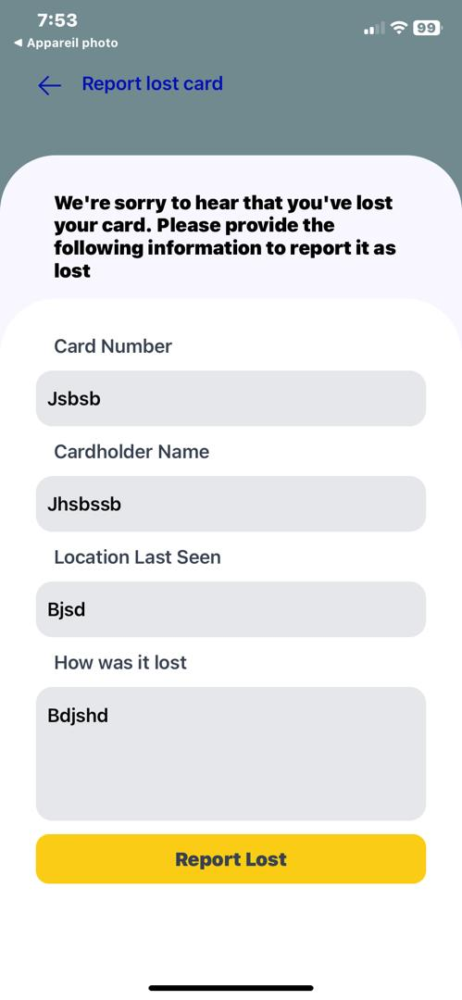 7:53
99
◀ Appareil photo
Report lost card
We're sorry to hear that you've lost
your card. Please provide the
following information to report it as
lost
Card Number
Jsbsb
Cardholder Name
Jhsbssb
Location Last Seen
Bjsd
How was it lost
Bdjshd
Report Lost